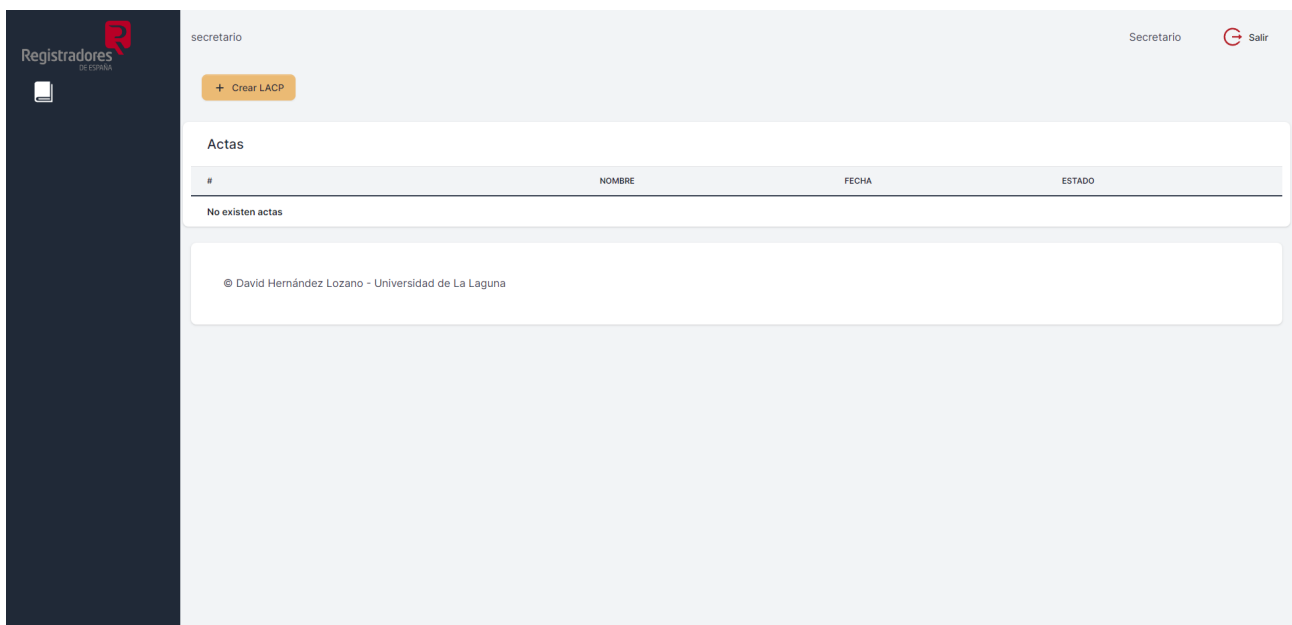 Registradores
DE ESPAÑA
secretario
Secretario
Salir
+ Crear LACP
Actas
# NOMBRE FECHA ESTADO
No existen actas
© David Hernández Lozano - Universidad de La Laguna